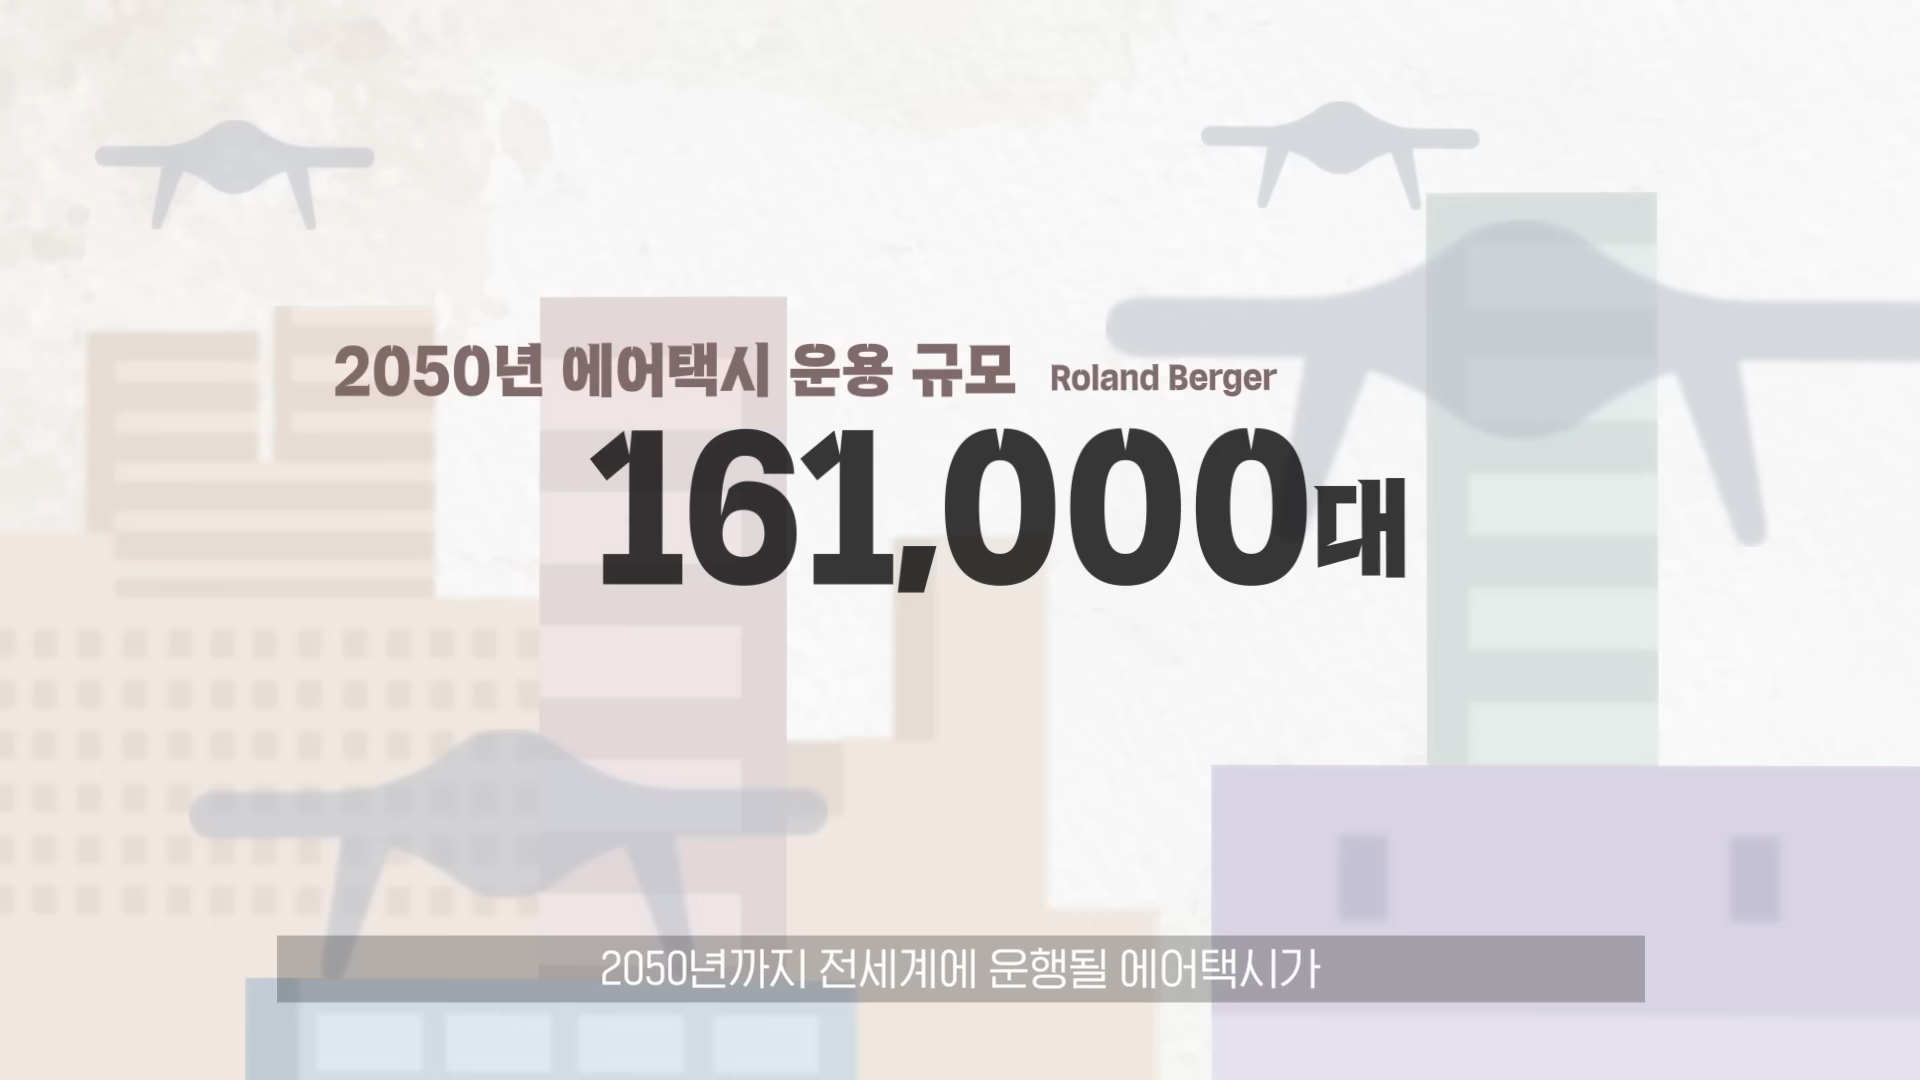 2050년 에어택시 운용 규모 Roland Berger
161,000대
2050년까지 전세계에 운행될 에어택시가